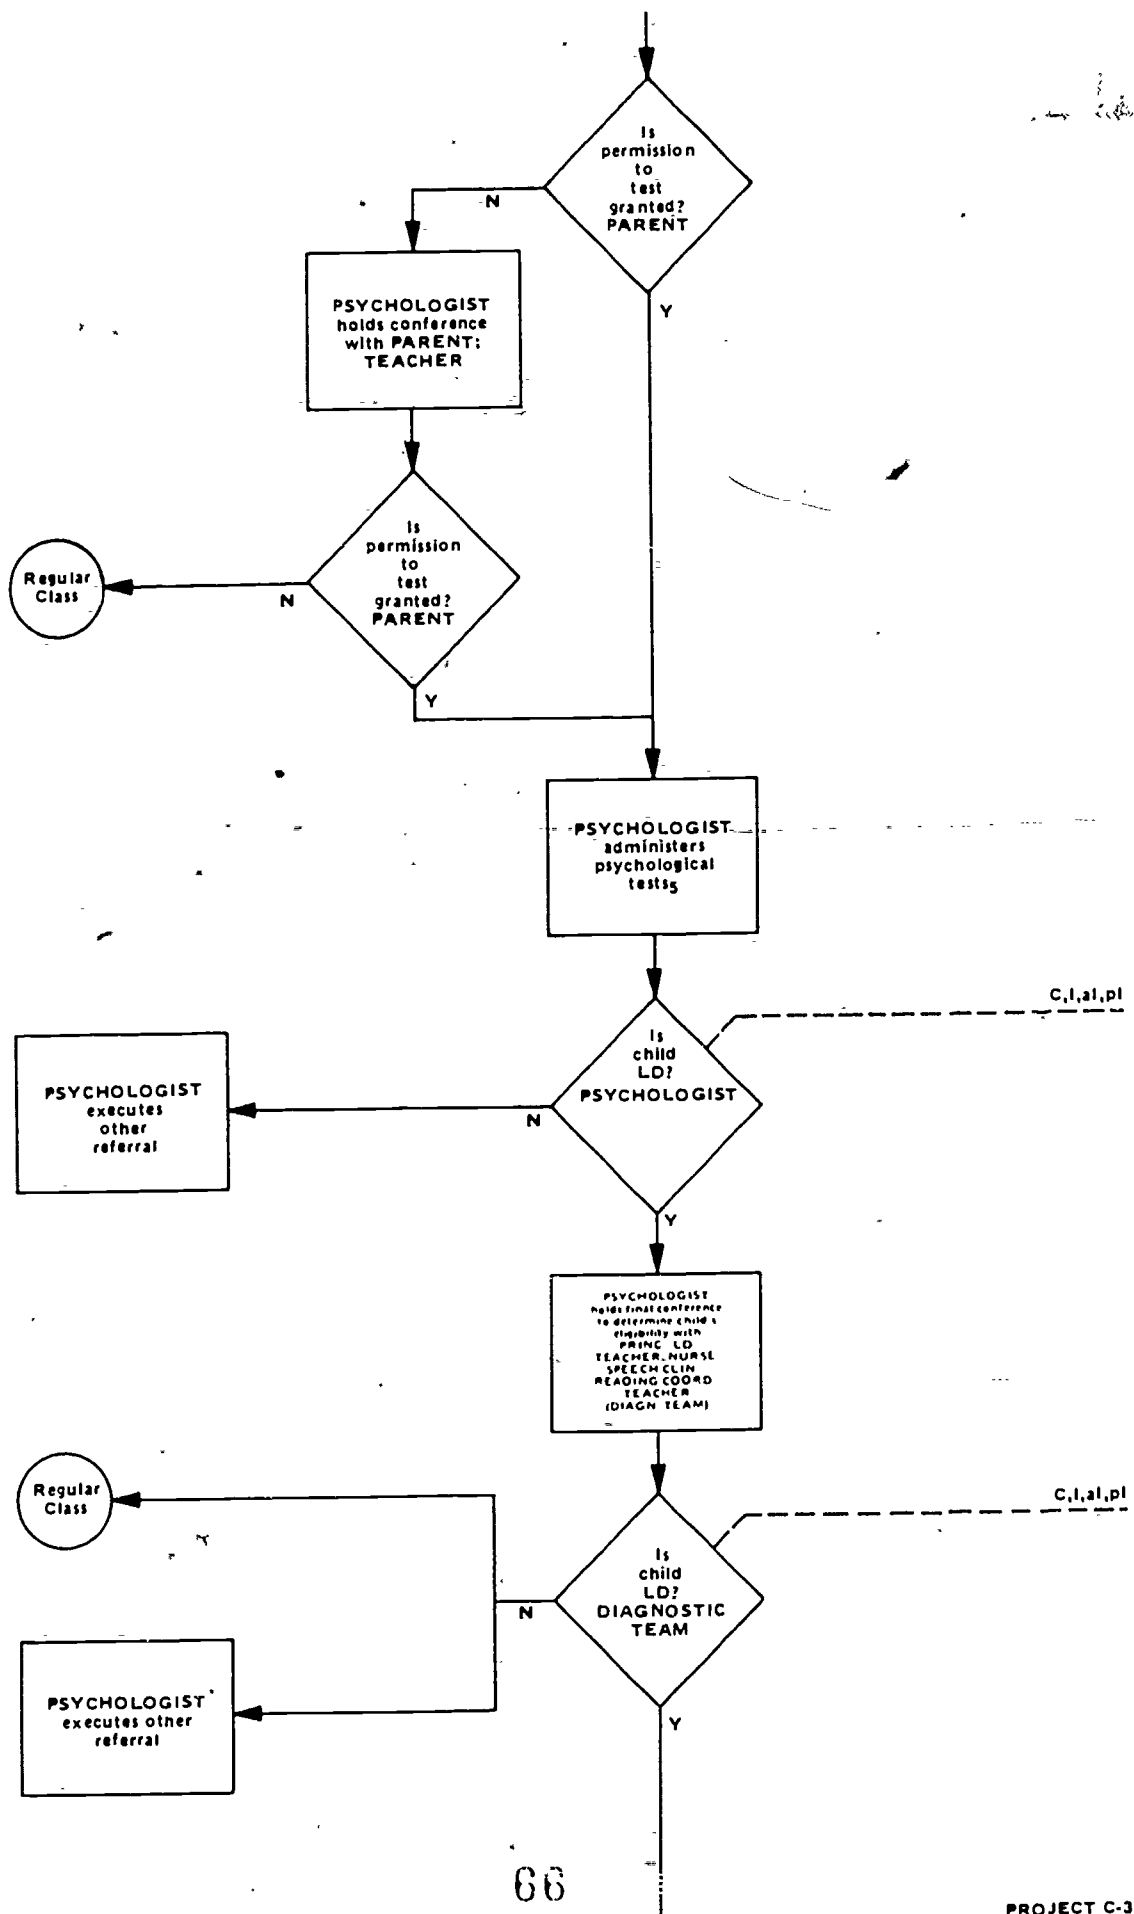 Is
permission
to
test
granted?
PARENT
N
Y
PSYCHOLOGIST
holds conference
with PARENT;
TEACHER
Is
permission
to
test
granted?
PARENT
N
Regular
Class
Y
PSYCHOLOGIST
administers
psychological
tests5
C,I,al,pl
Is
child
LD?
PSYCHOLOGIST
N
PSYCHOLOGIST
executes
other
referral
Y
PSYCHOLOGIST
holds final conference
to determine child s
eligibility with
PRINC LD
TEACHER, NURSE
SPEECH CLIN
READING COORD
TEACHER
(DIAGN TEAM)
C,I,al,pl
Is
child
LD?
DIAGNOSTIC
TEAM
N
Regular
Class
PSYCHOLOGIST
executes other
referral
Y
66
PROJECT C-3